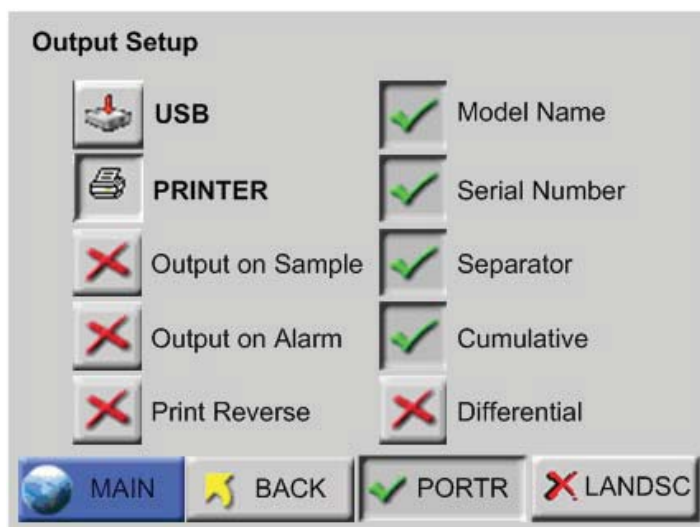 Output Setup
USB
Model Name
PRINTER
Serial Number
Output on Sample
Separator
Output on Alarm
Cumulative
Print Reverse
Differential
MAIN
BACK
PORTR
LANDSC